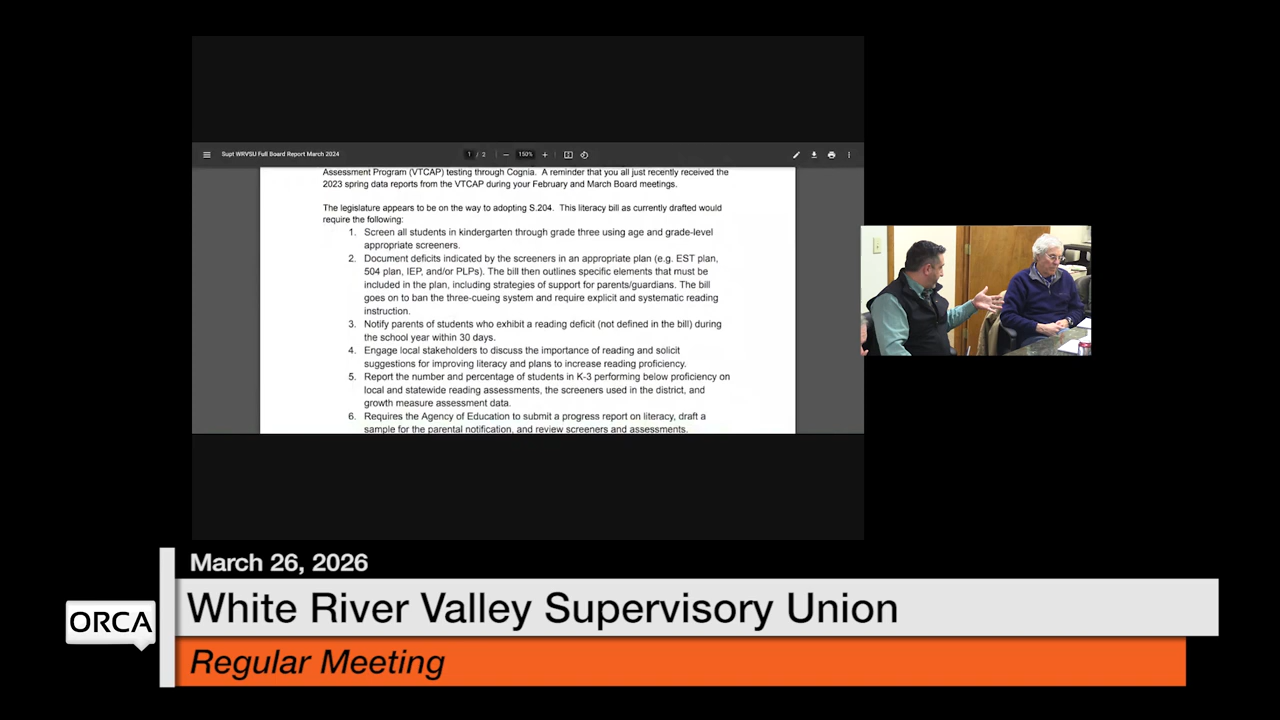 Supt WRVSU Full Board Report March 2024
1 / 2
150%
Assessment Program (VTCAP) testing through Cognia. A reminder that you all just recently received the
2023 spring data reports from the VTCAP during your February and March Board meetings.
The legislature appears to be on the way to adopting S.204. This literacy bill as currently drafted would
require the following:
1. Screen all students in kindergarten through grade three using age and grade-level
appropriate screeners.
2. Document deficits indicated by the screeners in an appropriate plan (e.g. EST plan,
504 plan, IEP, and/or PLPs). The bill then outlines specific elements that must be
included in the plan, including strategies of support for parents/guardians. The bill
goes on to ban the three-cueing system and require explicit and systematic reading
instruction.
3. Notify parents of students who exhibit a reading deficit (not defined in the bill) during
the school year within 30 days.
4. Engage local stakeholders to discuss the importance of reading and solicit
suggestions for improving literacy and plans to increase reading proficiency.
5. Report the number and percentage of students in K-3 performing below proficiency on
local and statewide reading assessments, the screeners used in the district, and
growth measure assessment data.
6. Requires the Agency of Education to submit a progress report on literacy, draft a
sample for the parental notification, and review screeners and assessments.
March 26, 2026
White River Valley Supervisory Union
ORCA
Regular Meeting